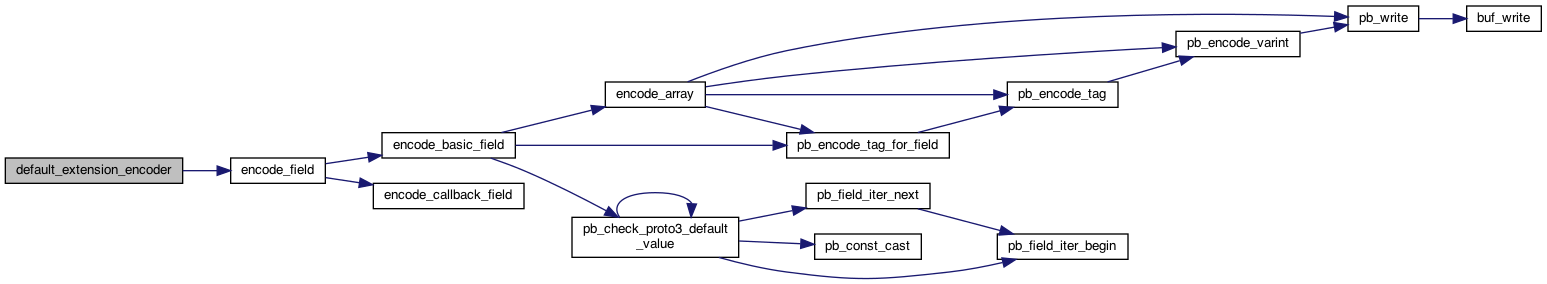 default_extension_encoder
encode_field
encode_basic_field
encode_callback_field
encode_array
pb_encode_tag_for_field
pb_check_proto3_default
_value
pb_field_iter_next
pb_const_cast
pb_field_iter_begin
pb_encode_tag
pb_encode_varint
pb_write
buf_write